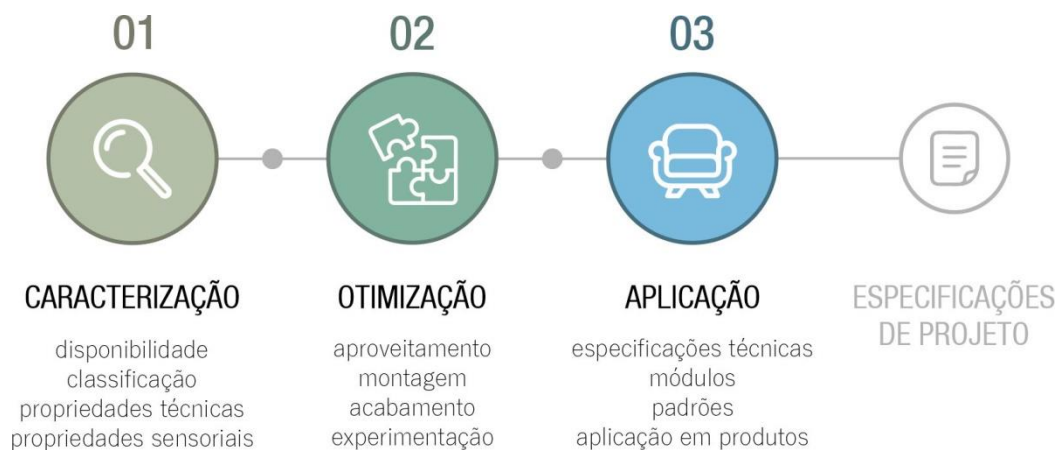 01
02
03
CARACTERIZAÇÃO
disponibilidade
classificação
propriedades técnicas
propriedades sensoriais
OTIMIZAÇÃO
aproveitamento
montagem
acabamento
experimentação
APLICAÇÃO
especificações técnicas
módulos
padrões
aplicação em produtos
ESPECIFICAÇÕES
DE PROJETO